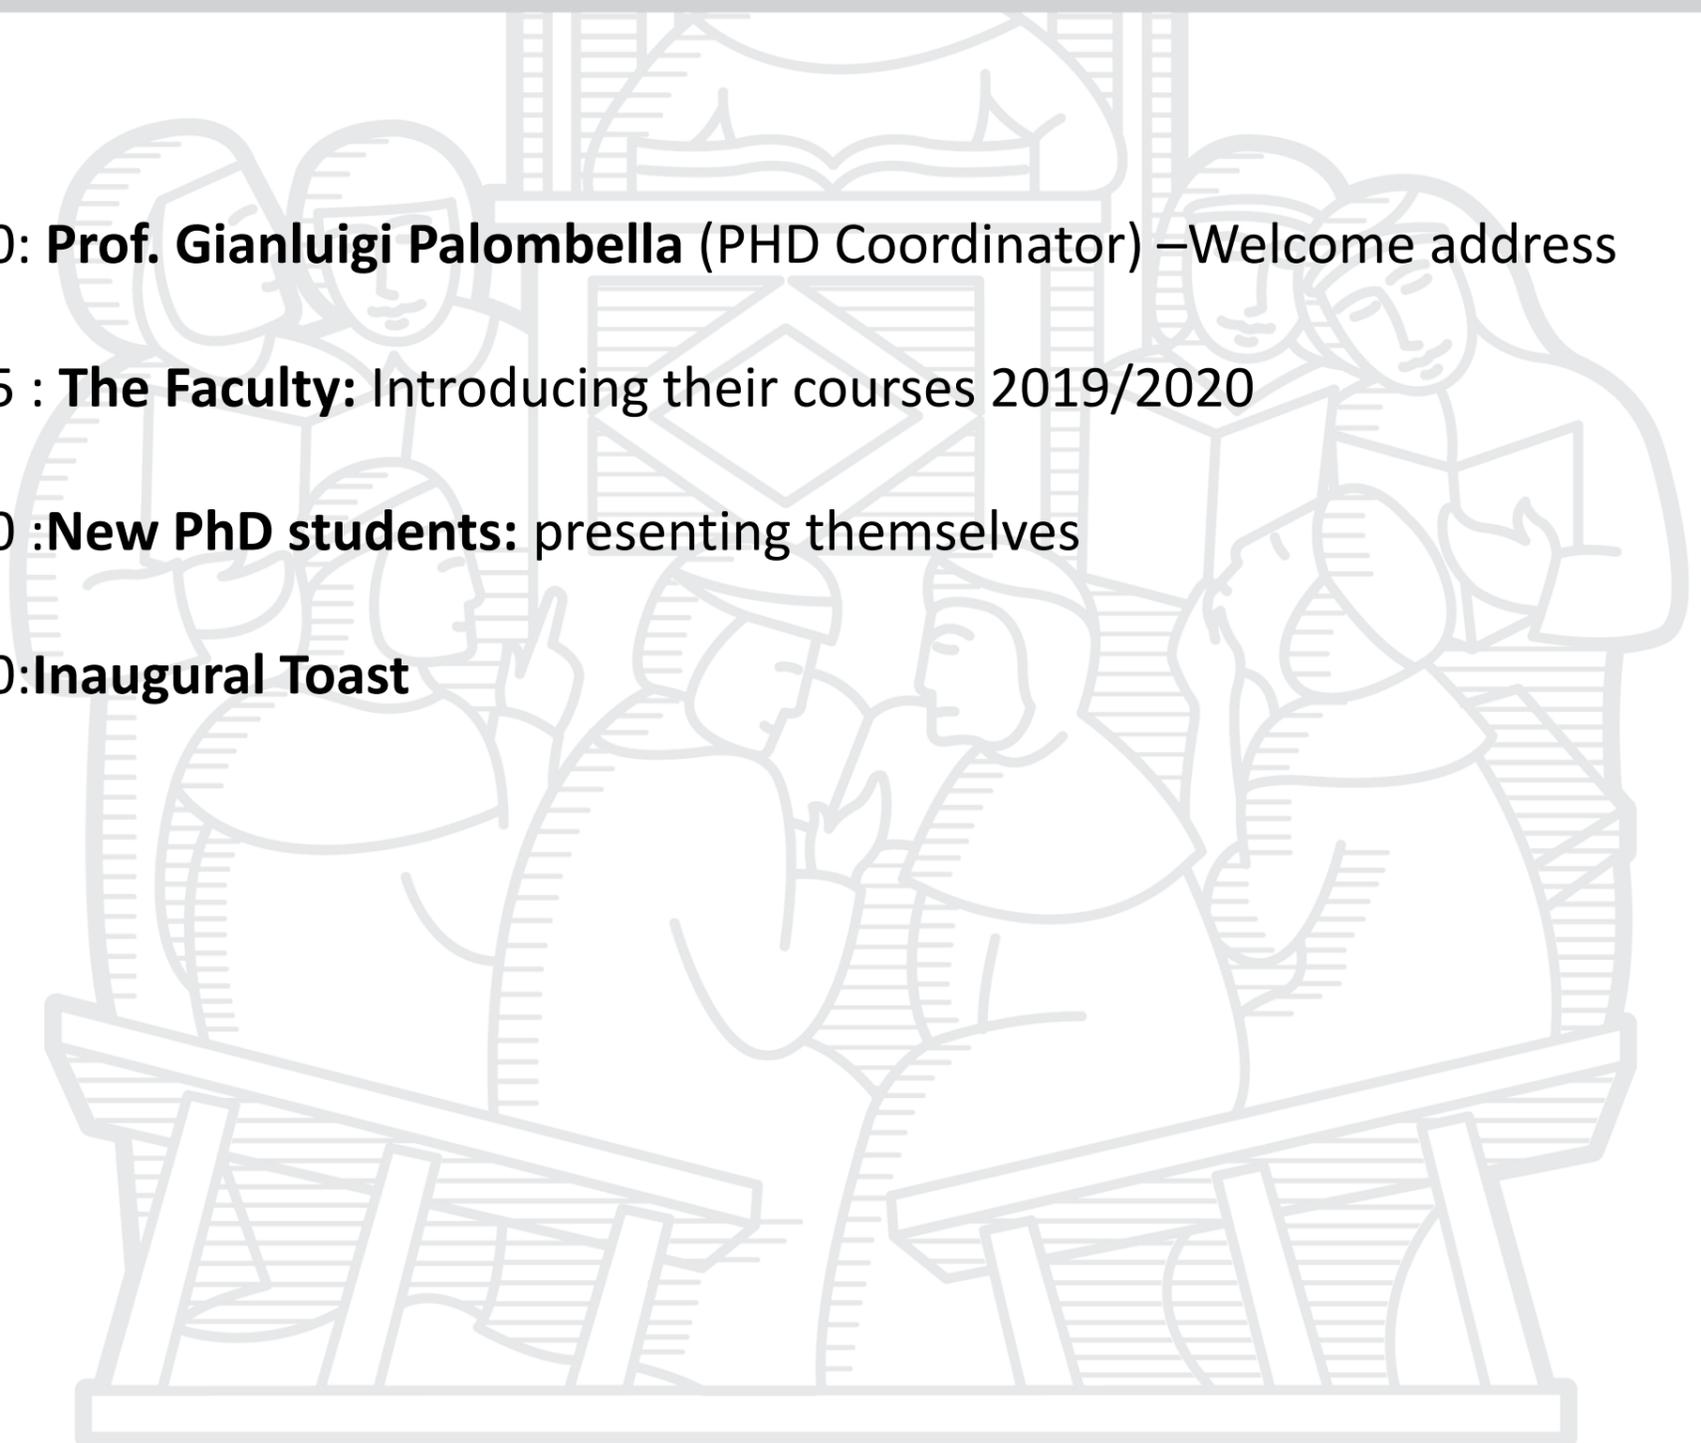 0: Prof. Gianluigi Palombella (PHD Coordinator) –Welcome address
5 : The Faculty: Introducing their courses 2019/2020
0 :New PhD students: presenting themselves
0:Inaugural Toast